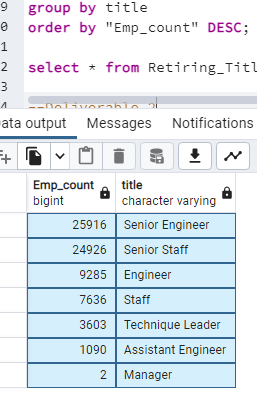 9
group by title
0
order by "Emp_count" DESC;
1
2
select * from Retiring_Titl
3
4
--Deliverable 2
Data output Messages Notifications
Emp_count
bigint
title
character varying
25916 Senior Engineer
24926 Senior Staff
9285 Engineer
7636 Staff
3603 Technique Leader
1090 Assistant Engineer
2 Manager